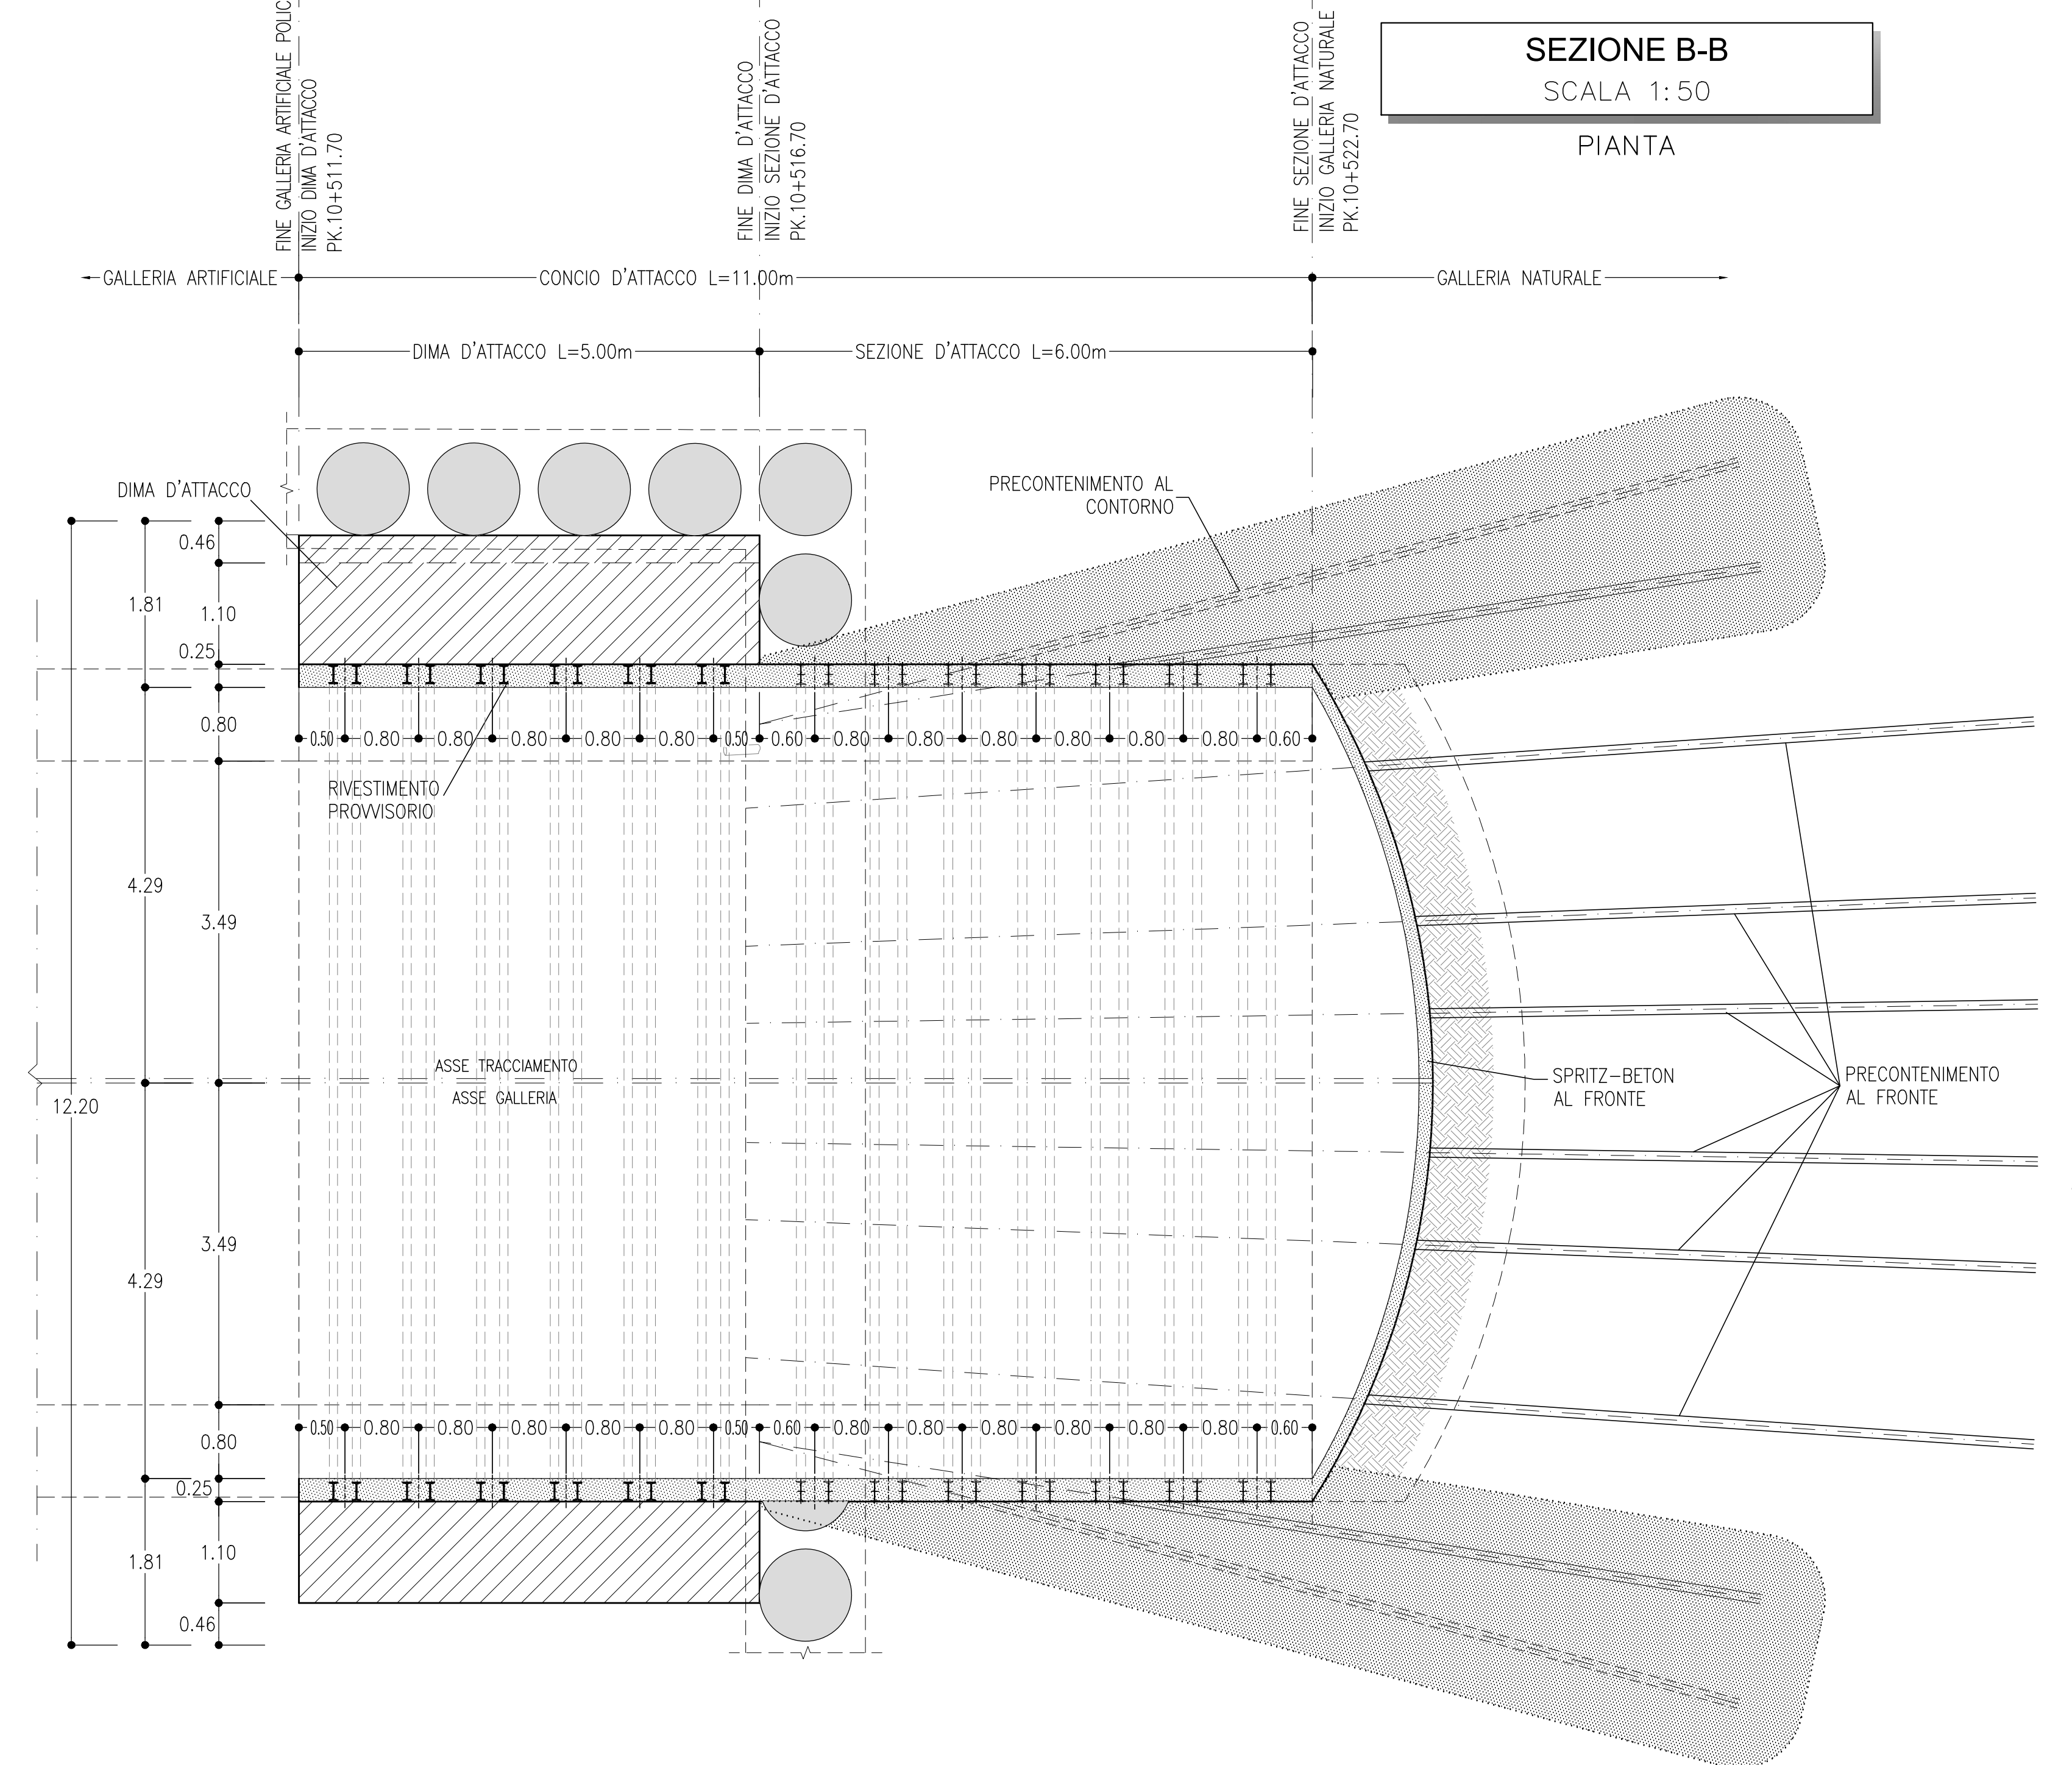 SEZIONE B-B
SCALA 1:50
PIANTA
FINE GALLERIA ARTIFICIALE
INIZIO DIMA D'ATTACCO
PK.10+511.70
FINE DIMA D'ATTACCO
INIZIO SEZIONE D'ATTACCO
PK.10+516.70
FINE SEZIONE D'ATTACCO
INIZIO GALLERIA NATURALE
PK.10+522.70
GALLERIA ARTIFICIALE
CONCIO D'ATTACCO L=11.00m
GALLERIA NATURALE
DIMA D'ATTACCO L=5.00m
SEZIONE D'ATTACCO L=6.00m
DIMA D'ATTACCO
PRECONTENIMENTO AL
CONTORNO
0.46
1.81
1.10
0.25
0.80
0.50 0.80 0.80 0.80 0.80 0.80 0.50 0.60 0.80 0.80 0.80 0.80 0.80 0.80 0.60
RIVESTIMENTO
PROVVISORIO
4.29
3.49
ASSE TRACCIAMENTO
ASSE GALLERIA
12.20
SPRITZ-BETON
AL FRONTE
PRECONTENIMENTO
AL FRONTE
3.49
4.29
0.50 0.80 0.80 0.80 0.80 0.80 0.50 0.60 0.80 0.80 0.80 0.80 0.80 0.80 0.60
0.80
0.25
1.10
1.81
0.46